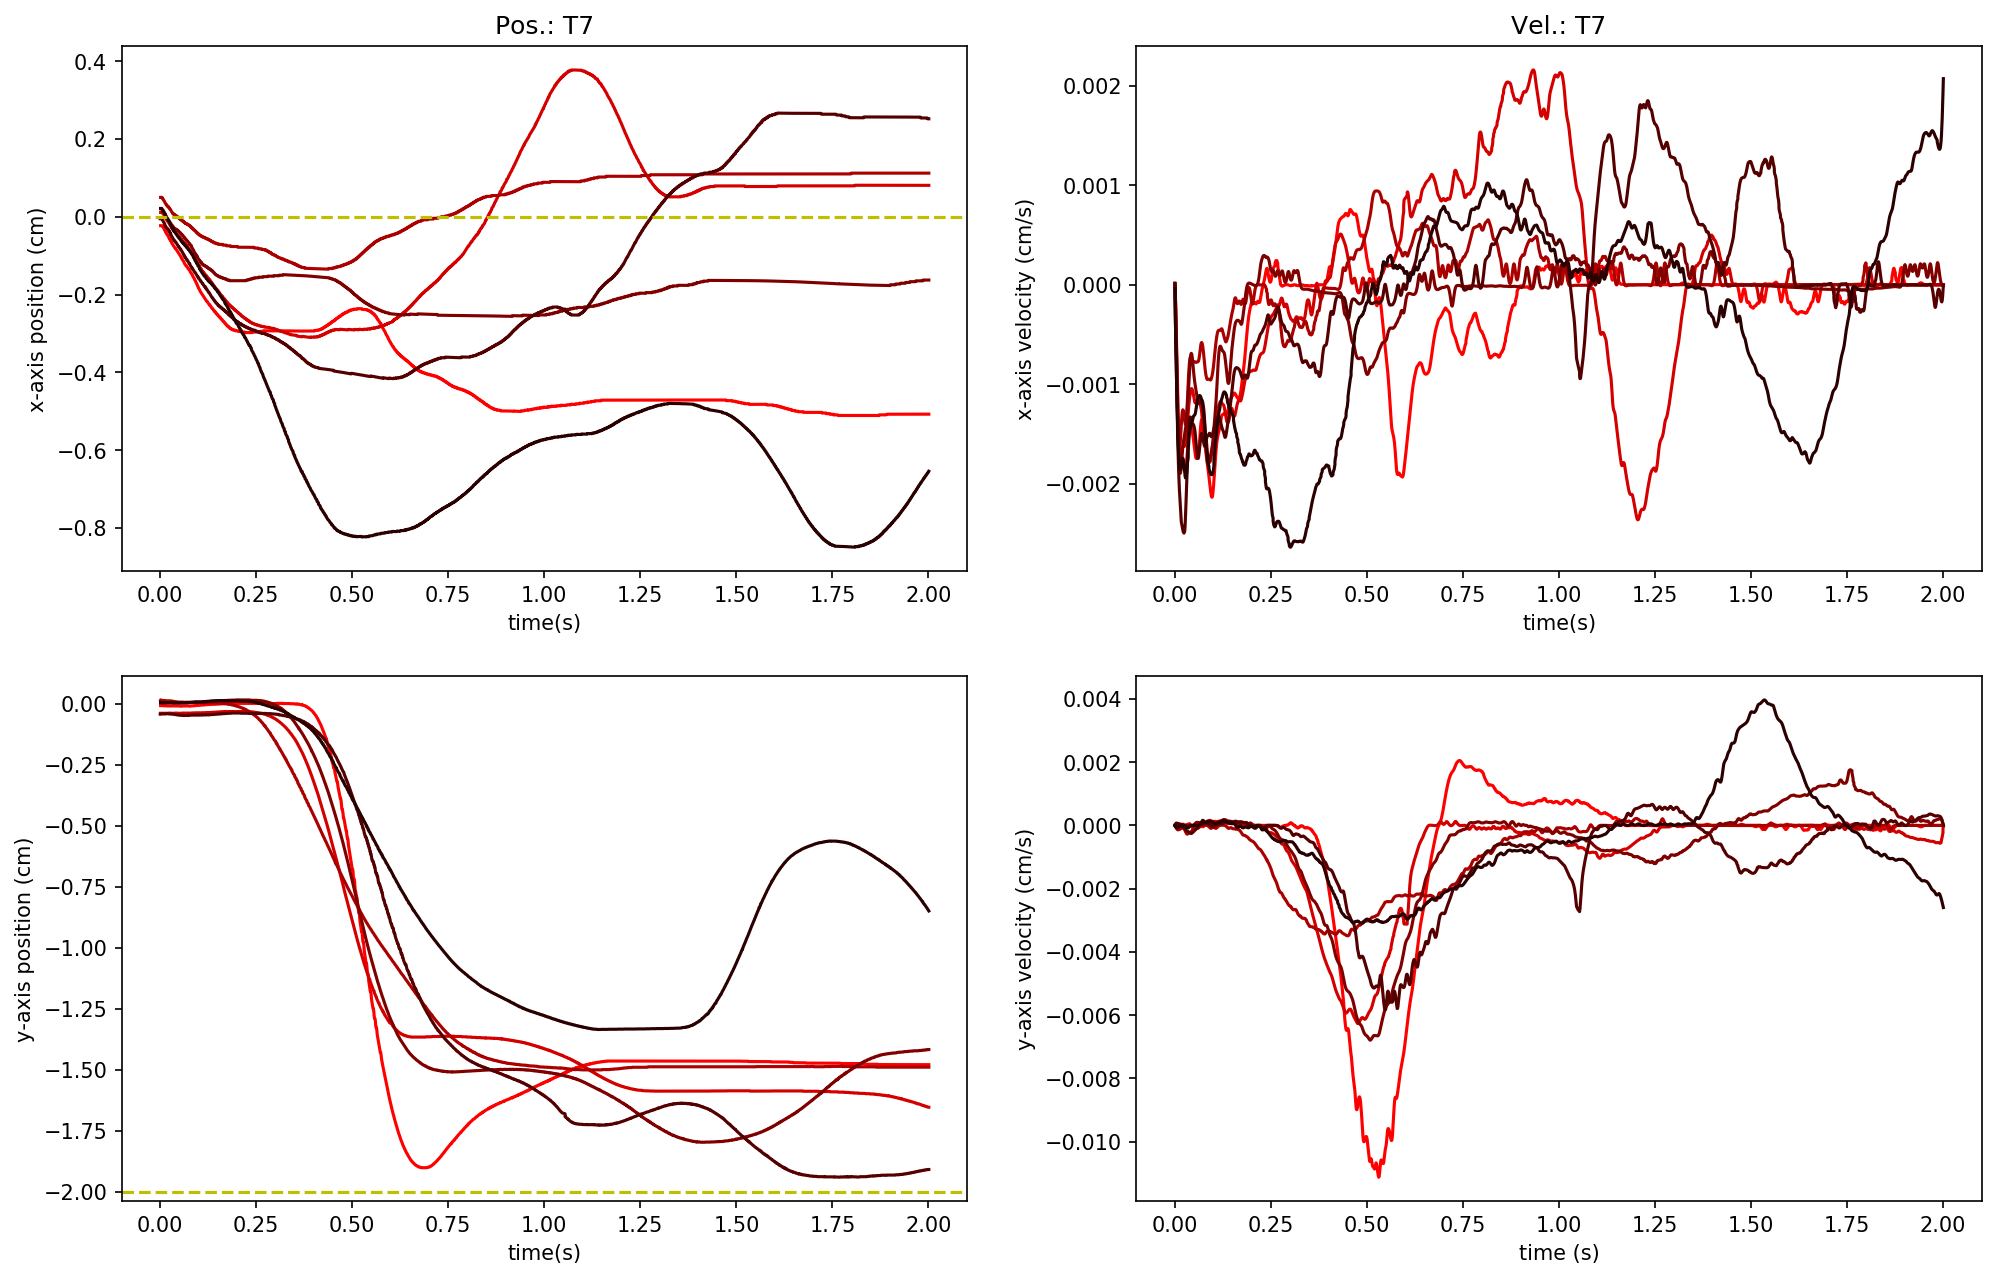 Pos.: T7
Vel.: T7
0.4
0.2
0.0
−0.2
−0.4
−0.6
−0.8
x-axis position (cm)
0.00 0.25 0.50 0.75 1.00 1.25 1.50 1.75 2.00
time(s)
0.002
0.001
0.000
−0.001
−0.002
x-axis velocity (cm/s)
0.00 0.25 0.50 0.75 1.00 1.25 1.50 1.75 2.00
time(s)
0.00
−0.25
−0.50
−0.75
−1.00
−1.25
−1.50
−1.75
−2.00
y-axis position (cm)
0.00 0.25 0.50 0.75 1.00 1.25 1.50 1.75 2.00
time(s)
0.004
0.002
0.000
−0.002
−0.004
−0.006
−0.008
−0.010
y-axis velocity (cm/s)
0.00 0.25 0.50 0.75 1.00 1.25 1.50 1.75 2.00
time (s)